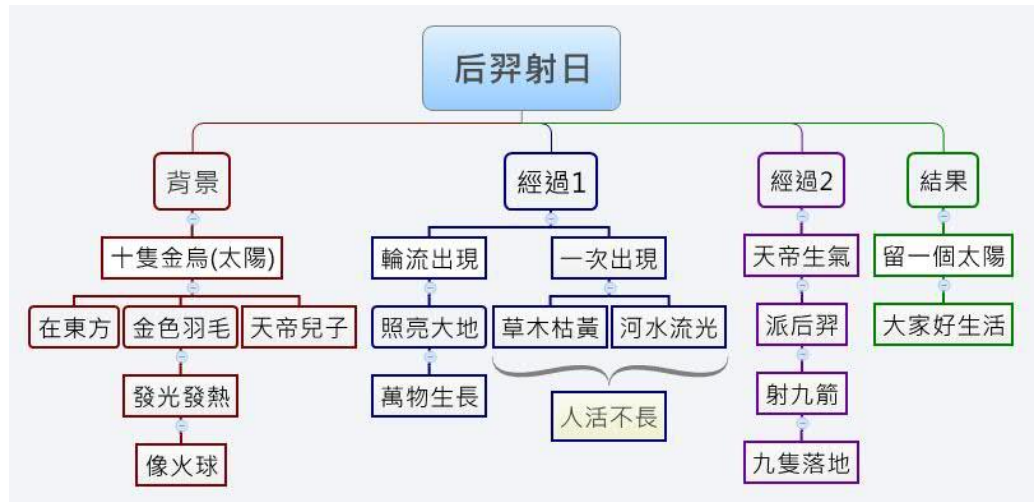 后羿射日
背景
經過1
經過2
結果
十隻金烏(太陽)
輪流出現
一次出現
天帝生氣
留一個太陽
在東方
金色羽毛
天帝兒子
照亮大地
草木枯黃
河水流光
派后羿
大家好生活
發光發熱
萬物生長
人活不長
射九箭
像火球
九隻落地